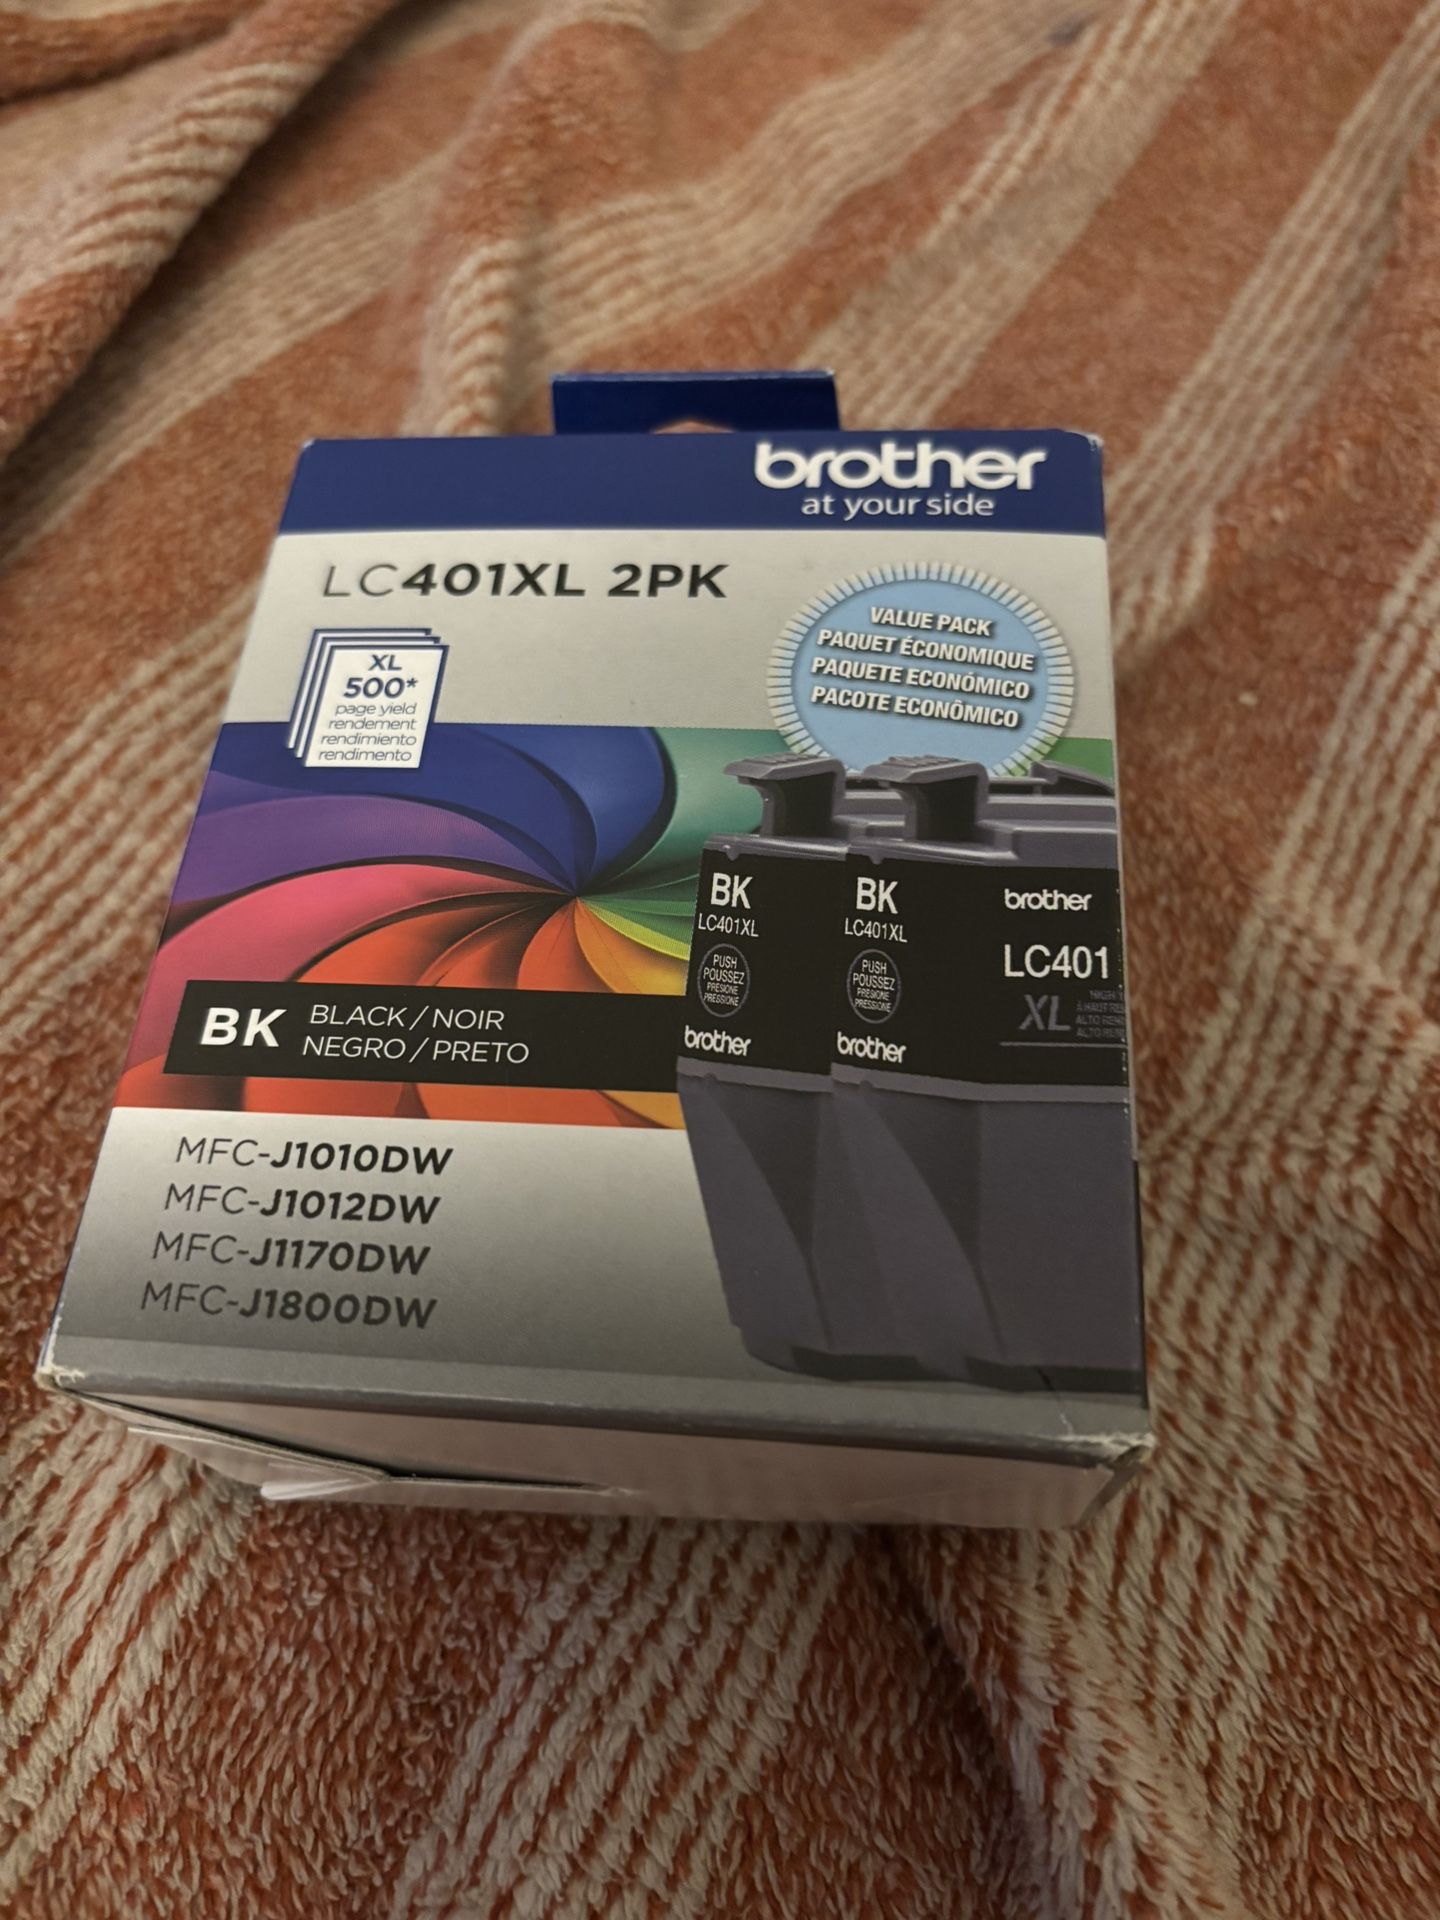 brother
at your side
LC401XL 2PK
XL
500*
page yield
rendement
rendimiento
rendimento
VALUE PACK
PAQUET ÉCONOMIQUE
PAQUETE ECONÓMICO
PACOTE ECONÔMICO
BK
LC401XL
PUSH
POUSSEZ
PRESIONE
PRESSIONE
brother
BK
LC401XL
PUSH
POUSSEZ
PRESIONE
PRESSIONE
brother
brother
LC401
XL
BK BLACK / NOIR
NEGRO / PRETO
MFC-J1010DW
MFC-J1012DW
MFC-J1170DW
MFC-J1800DW